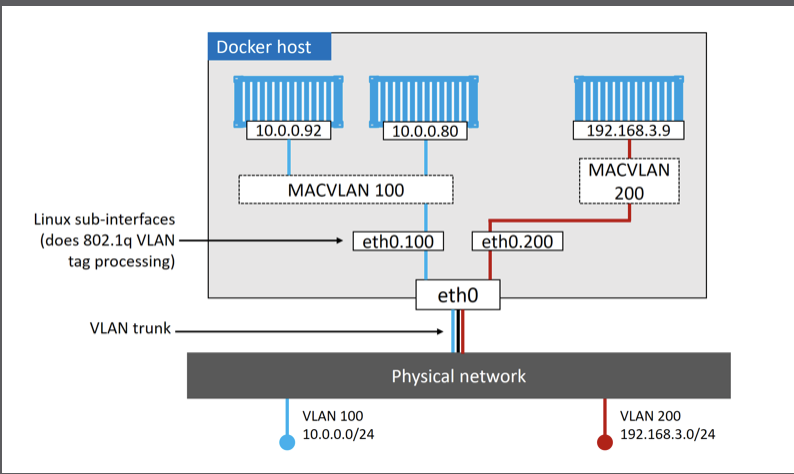 Docker host
10.0.0.92
10.0.0.80
192.168.3.9
MACVLAN 100
MACVLAN
200
Linux sub-interfaces
(does 802.1q VLAN
tag processing)
eth0.100
eth0.200
eth0
VLAN trunk
Physical network
VLAN 100
10.0.0.0/24
VLAN 200
192.168.3.0/24